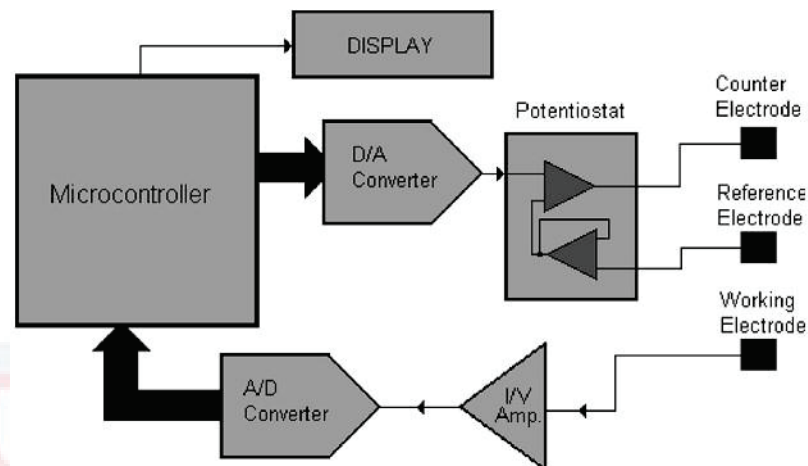 DISPLAY
Microcontroller
D/A
Converter
Potentiostat
Counter
Electrode
Reference
Electrode
Working
Electrode
A/D
Converter
I/V
Amp.